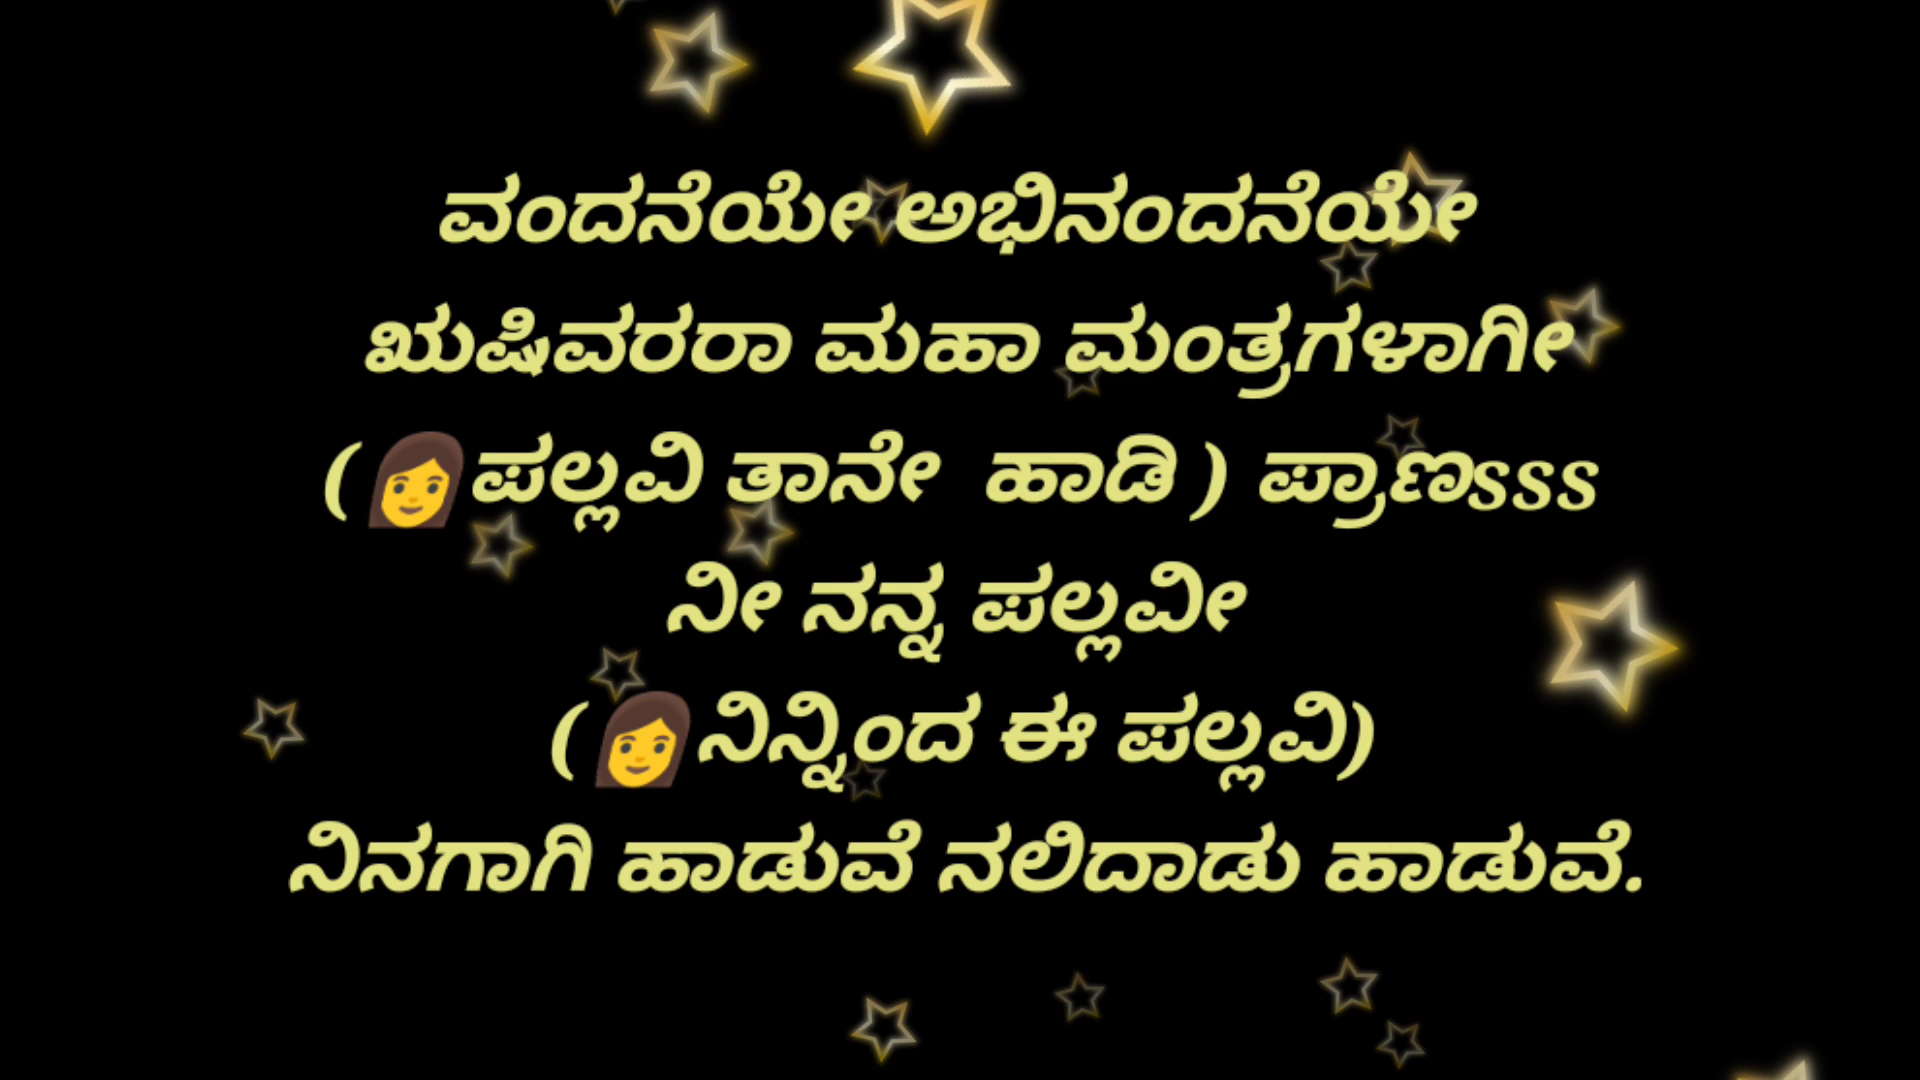 ವಂದನೆಯೇ ಅಭಿನಂದನೆಯೇ
ಋಷಿವರರಾ ಮಹಾ ಮಂತ್ರಗಳಾಗೀ
(👩ಪಲ್ಲವಿ ತಾನೇ ಹಾಡಿ ) ಪ್ರಾಣsss
ನೀ ನನ್ನ ಪಲ್ಲವೀ
(👩ನಿನ್ನಿಂದ ಈ ಪಲ್ಲವಿ)
ನಿನಗಾಗಿ ಹಾಡುವೆ ನಲಿದಾಡು ಹಾಡುವೆ.